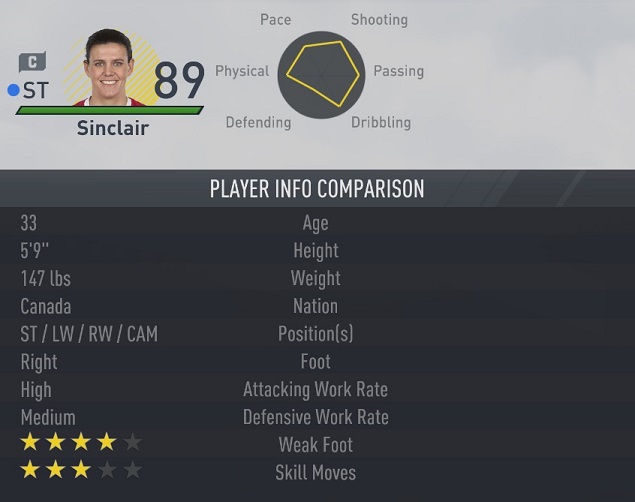 Pace Shooting
C
ST 89 Physical Passing
Sinclair Defending Dribbling
PLAYER INFO COMPARISON
33 Age
5'9" Height
147 lbs Weight
Canada Nation
ST / LW / RW / CAM Position(s)
Right Foot
High Attacking Work Rate
Medium Defensive Work Rate
Weak Foot
Skill Moves